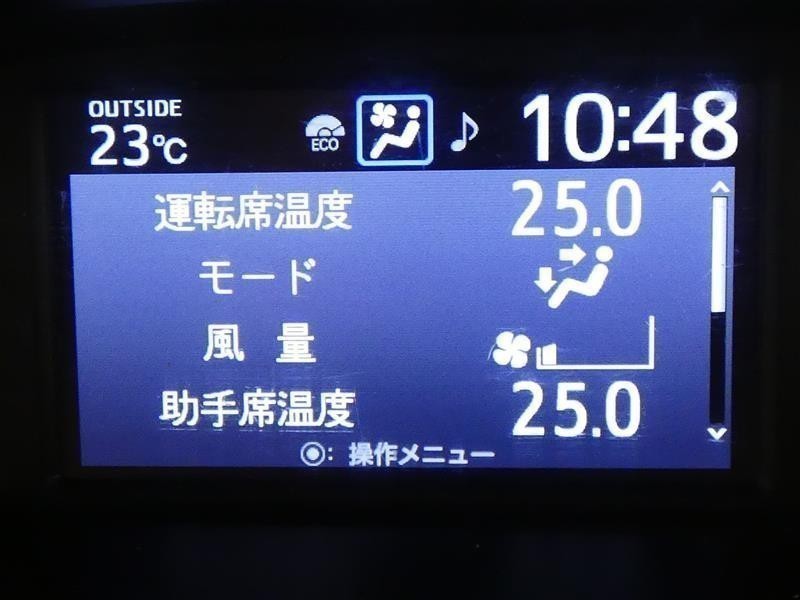 OUTSIDE
23℃ ECO 10:48
運転席温度 25.0
モード
風 量
助手席温度 25.0
: 操作メニュー